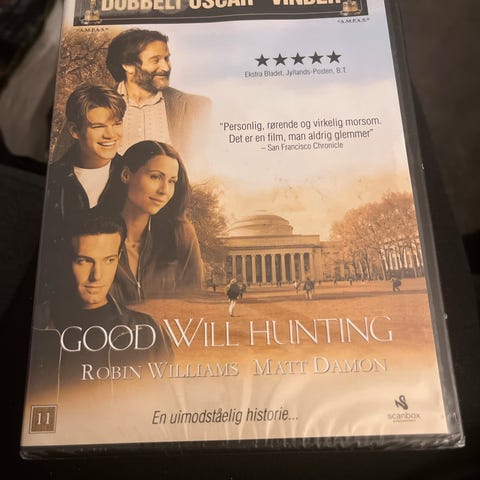 DOBBELT OSCAR VINDER
"A.M.P.A.S."
"A.M.P.A.S."
Ekstra Bladet, Jyllands-Posten, B.T.
"Personlig, rørende og virkelig morsom.
Det er en film, man aldrig glemmer"
– San Francisco Chronicle
GOOD WILL HUNTING
ROBIN WILLIAMS MATT DAMON
11
En uimodståelig historie...
scanbox